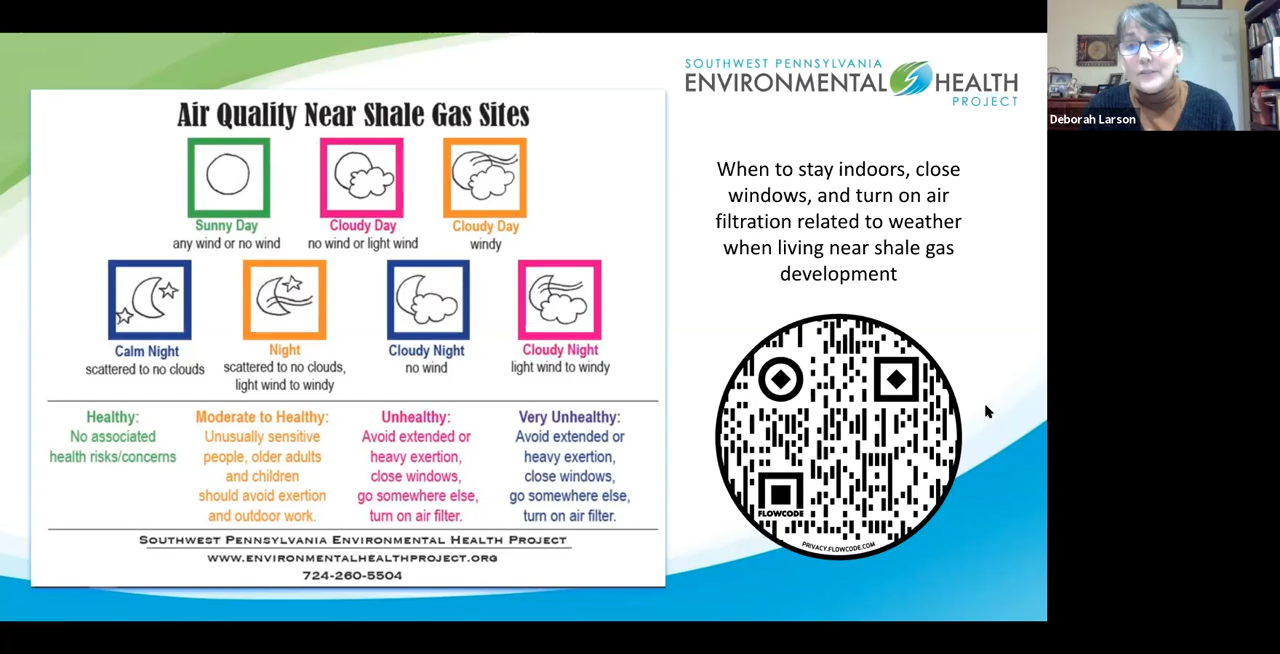 Air Quality Near Shale Gas Sites
Sunny Day
any wind or no wind
Cloudy Day
no wind or light wind
Cloudy Day
windy
Calm Night
scattered to no clouds
Night
scattered to no clouds,
light wind to windy
Cloudy Night
no wind
Cloudy Night
light wind to windy
Healthy:
No associated
health risks/concerns
Moderate to Healthy:
Unusually sensitive
people, older adults
and children
should avoid exertion
and outdoor work.
Unhealthy:
Avoid extended or
heavy exertion,
close windows,
go somewhere else,
turn on air filter.
Very Unhealthy:
Avoid extended or
heavy exertion,
close windows,
go somewhere else,
turn on air filter.
SOUTHWEST PENNSYLVANIA ENVIRONMENTAL HEALTH PROJECT
WWW.ENVIRONMENTALHEALTHPROJECT.ORG
724-260-5504
SOUTHWEST PENNSYLVANIA
ENVIRONMENTAL HEALTH
PROJECT
When to stay indoors, close
windows, and turn on air
filtration related to weather
when living near shale gas
development
FLOWCODE
PRIVACY.FLOWCODE.COM
Deborah Larson